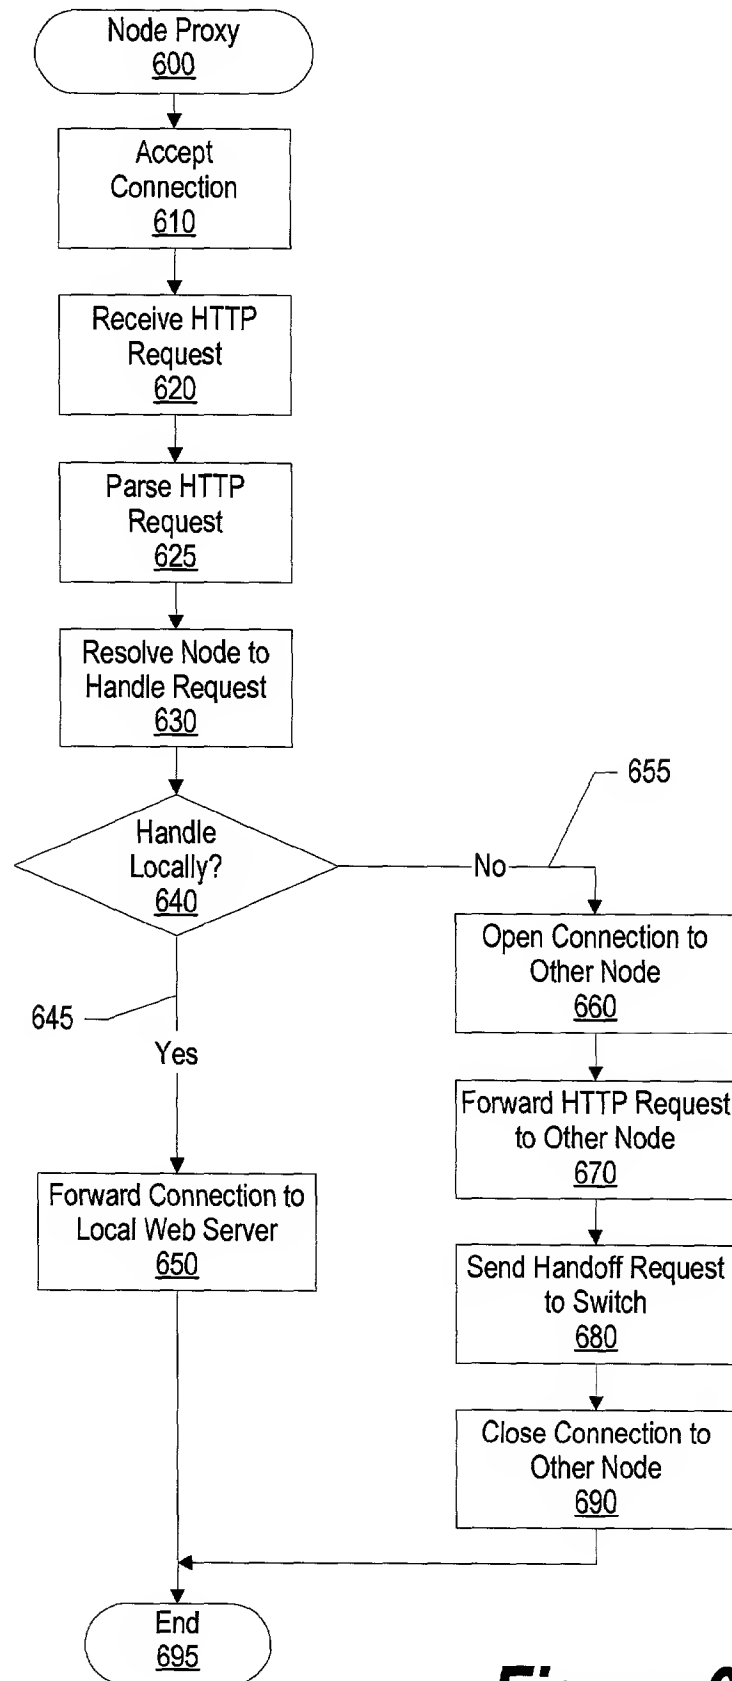 Node Proxy
600
Accept
Connection
610
Receive HTTP
Request
620
Parse HTTP
Request
625
Resolve Node to
Handle Request
630
655
Handle
Locally?
640
No
Open Connection to
Other Node
660
645
Yes
Forward HTTP Request
to Other Node
670
Forward Connection to
Local Web Server
650
Send Handoff Request
to Switch
680
Close Connection to
Other Node
690
End
695